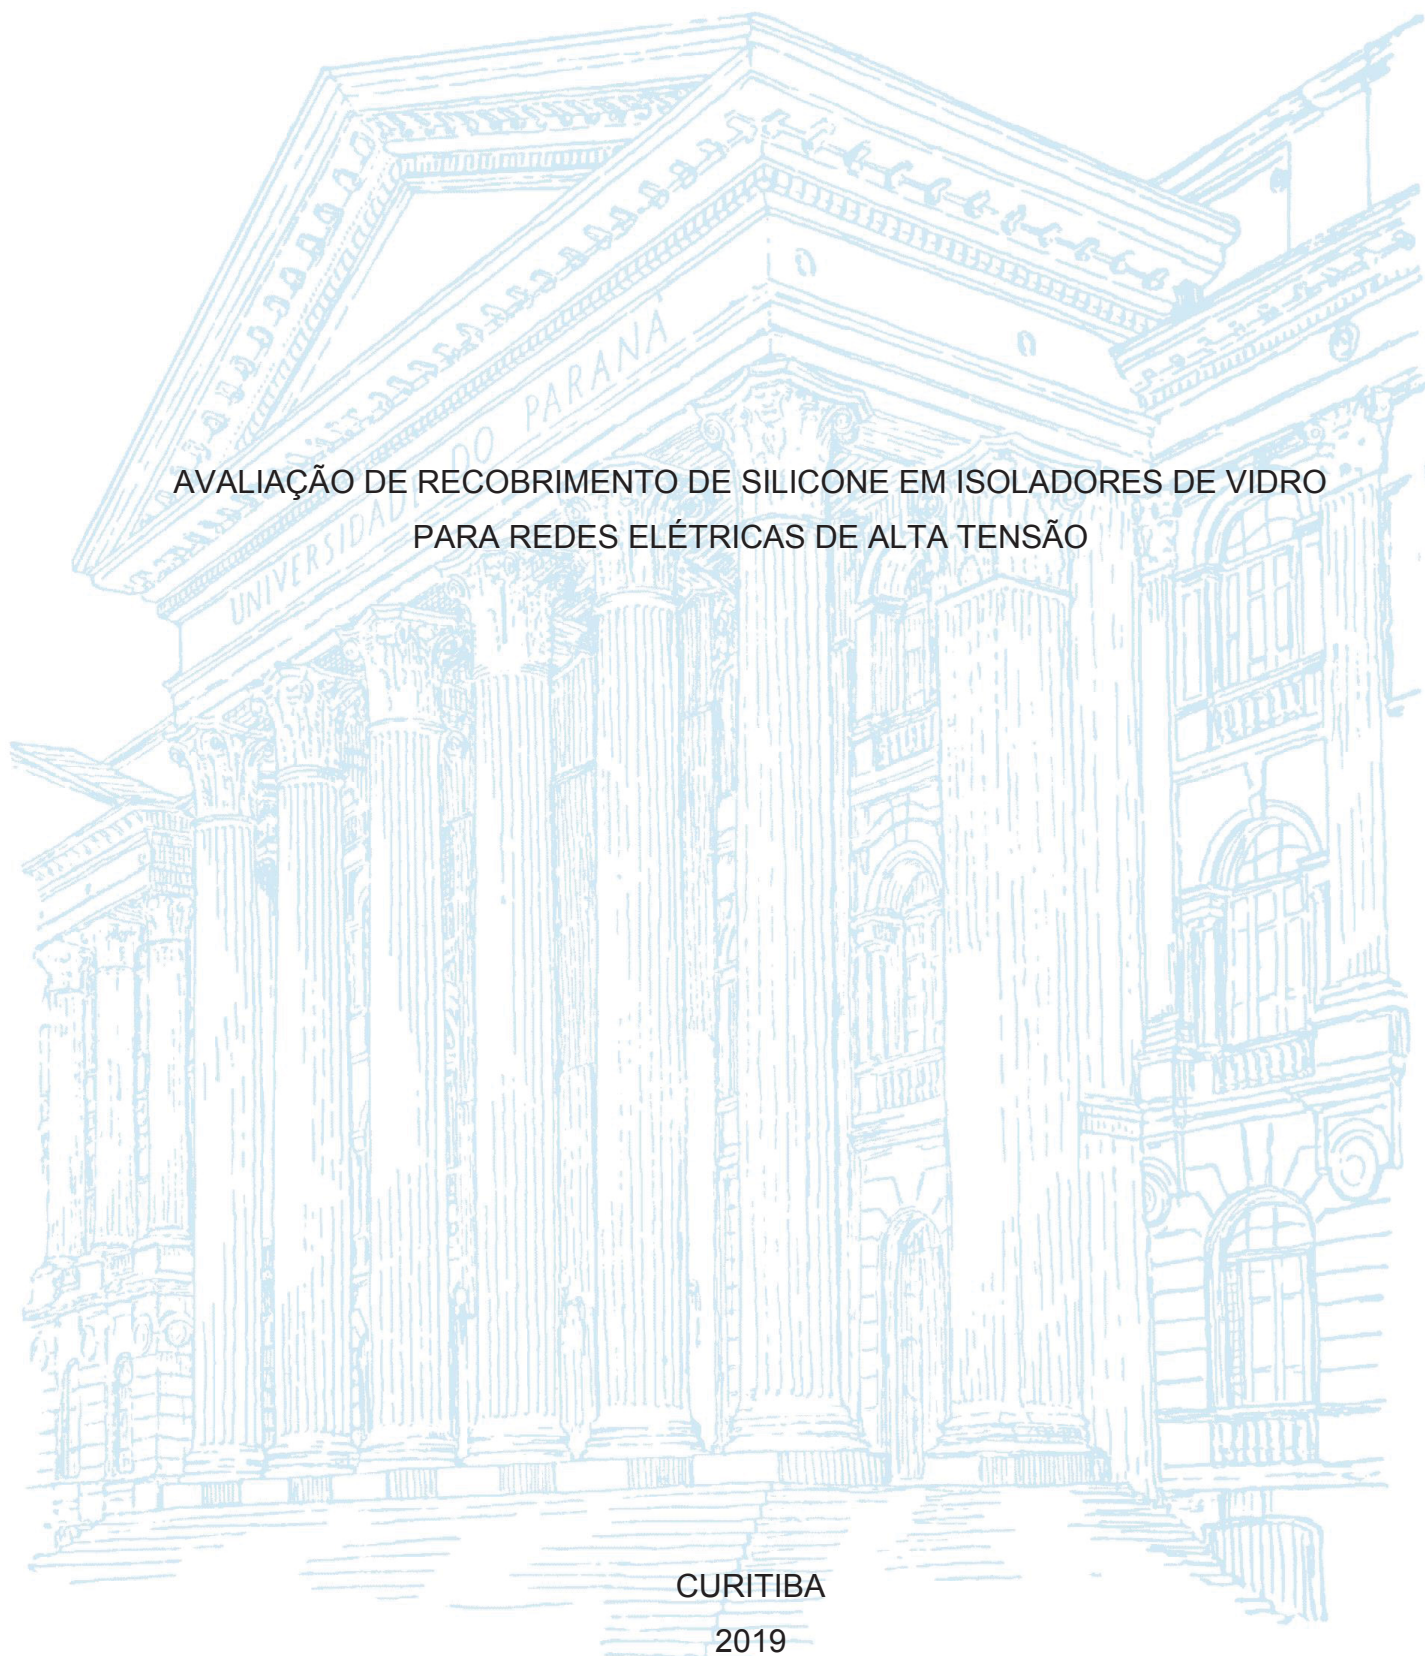 UNIVERSIDADE DO PARANÁ
AVALIAÇÃO DE RECOBRIMENTO DE SILICONE EM ISOLADORES DE VIDRO
PARA REDES ELÉTRICAS DE ALTA TENSÃO
CURITIBA
2019